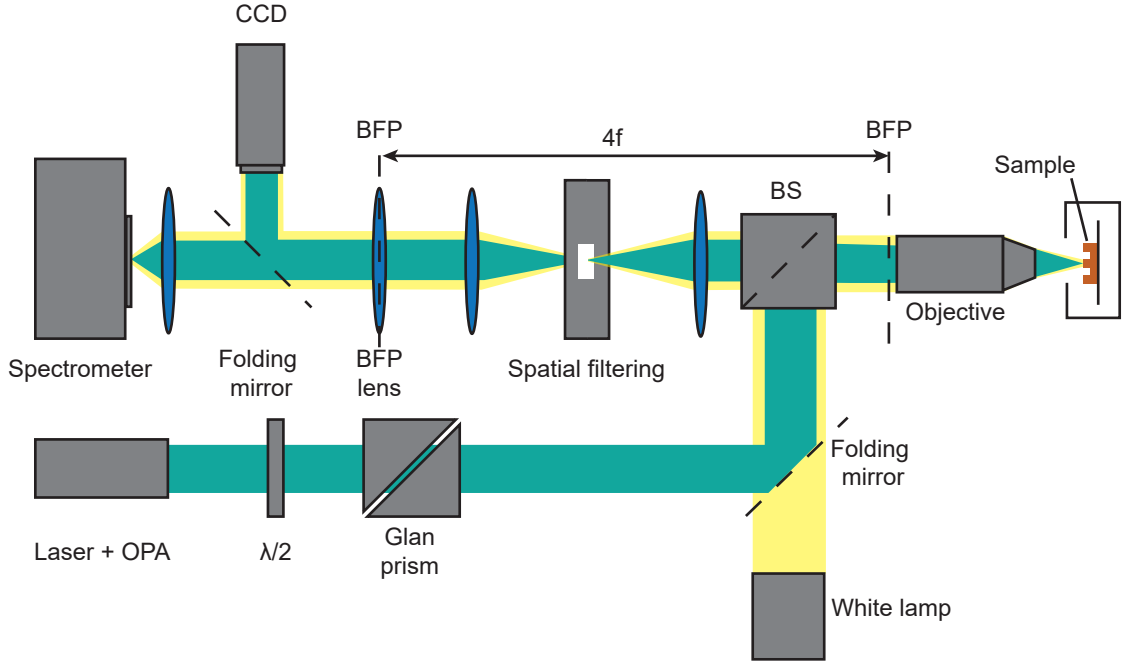 CCD
BFP
4f
BFP
Sample
BS
Objective
Spectrometer
Folding
mirror
BFP
lens
Spatial filtering
Folding
mirror
Laser + OPA
λ/2
Glan
prism
White lamp